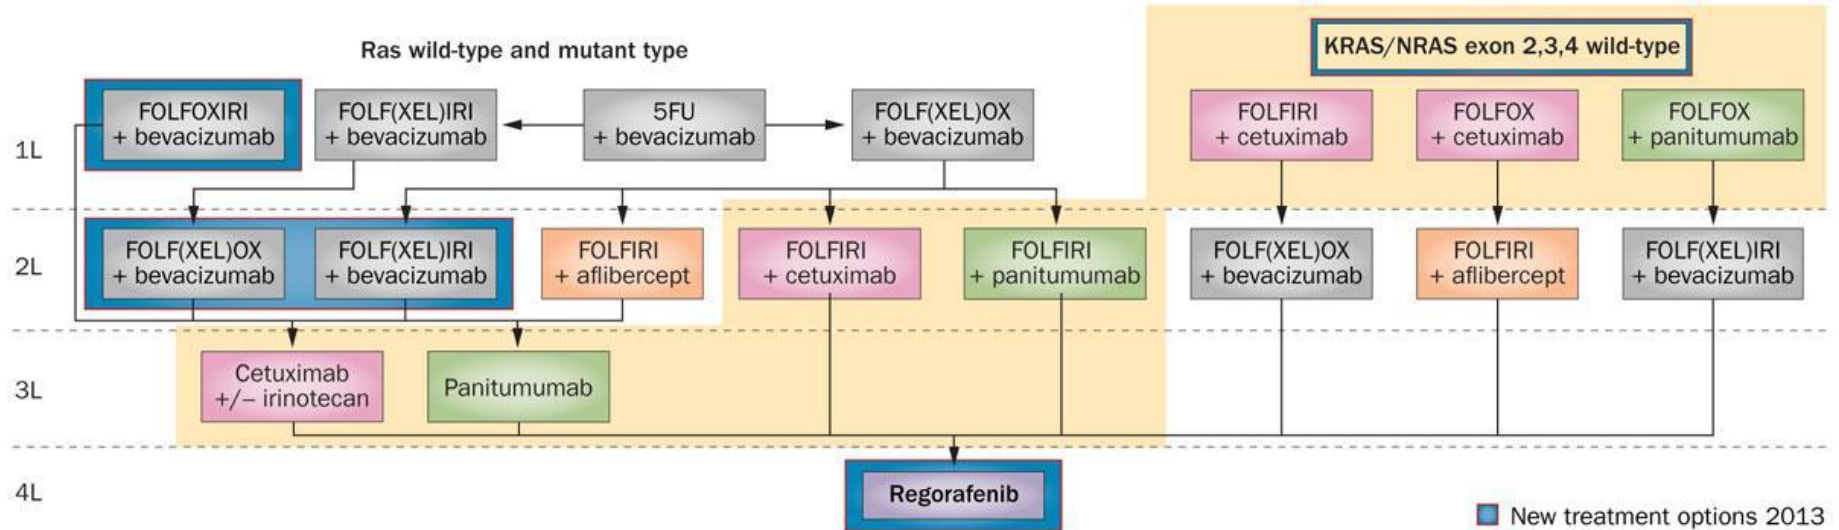 Ras wild-type and mutant type
KRAS/NRAS exon 2,3,4 wild-type
1L
FOLFOXIRI
+ bevacizumab
FOLF(XEL)IRI
+ bevacizumab
5FU
+ bevacizumab
FOLF(XEL)OX
+ bevacizumab
FOLFIRI
+ cetuximab
FOLFOX
+ cetuximab
FOLFOX
+ panitumumab
2L
FOLF(XEL)OX
+ bevacizumab
FOLF(XEL)IRI
+ bevacizumab
FOLFIRI
+ aflibercept
FOLFIRI
+ cetuximab
FOLFIRI
+ panitumumab
FOLF(XEL)OX
+ bevacizumab
FOLFIRI
+ aflibercept
FOLF(XEL)IRI
+ bevacizumab
3L
Cetuximab
+/− irinotecan
Panitumumab
4L
Regorafenib
New treatment options 2013